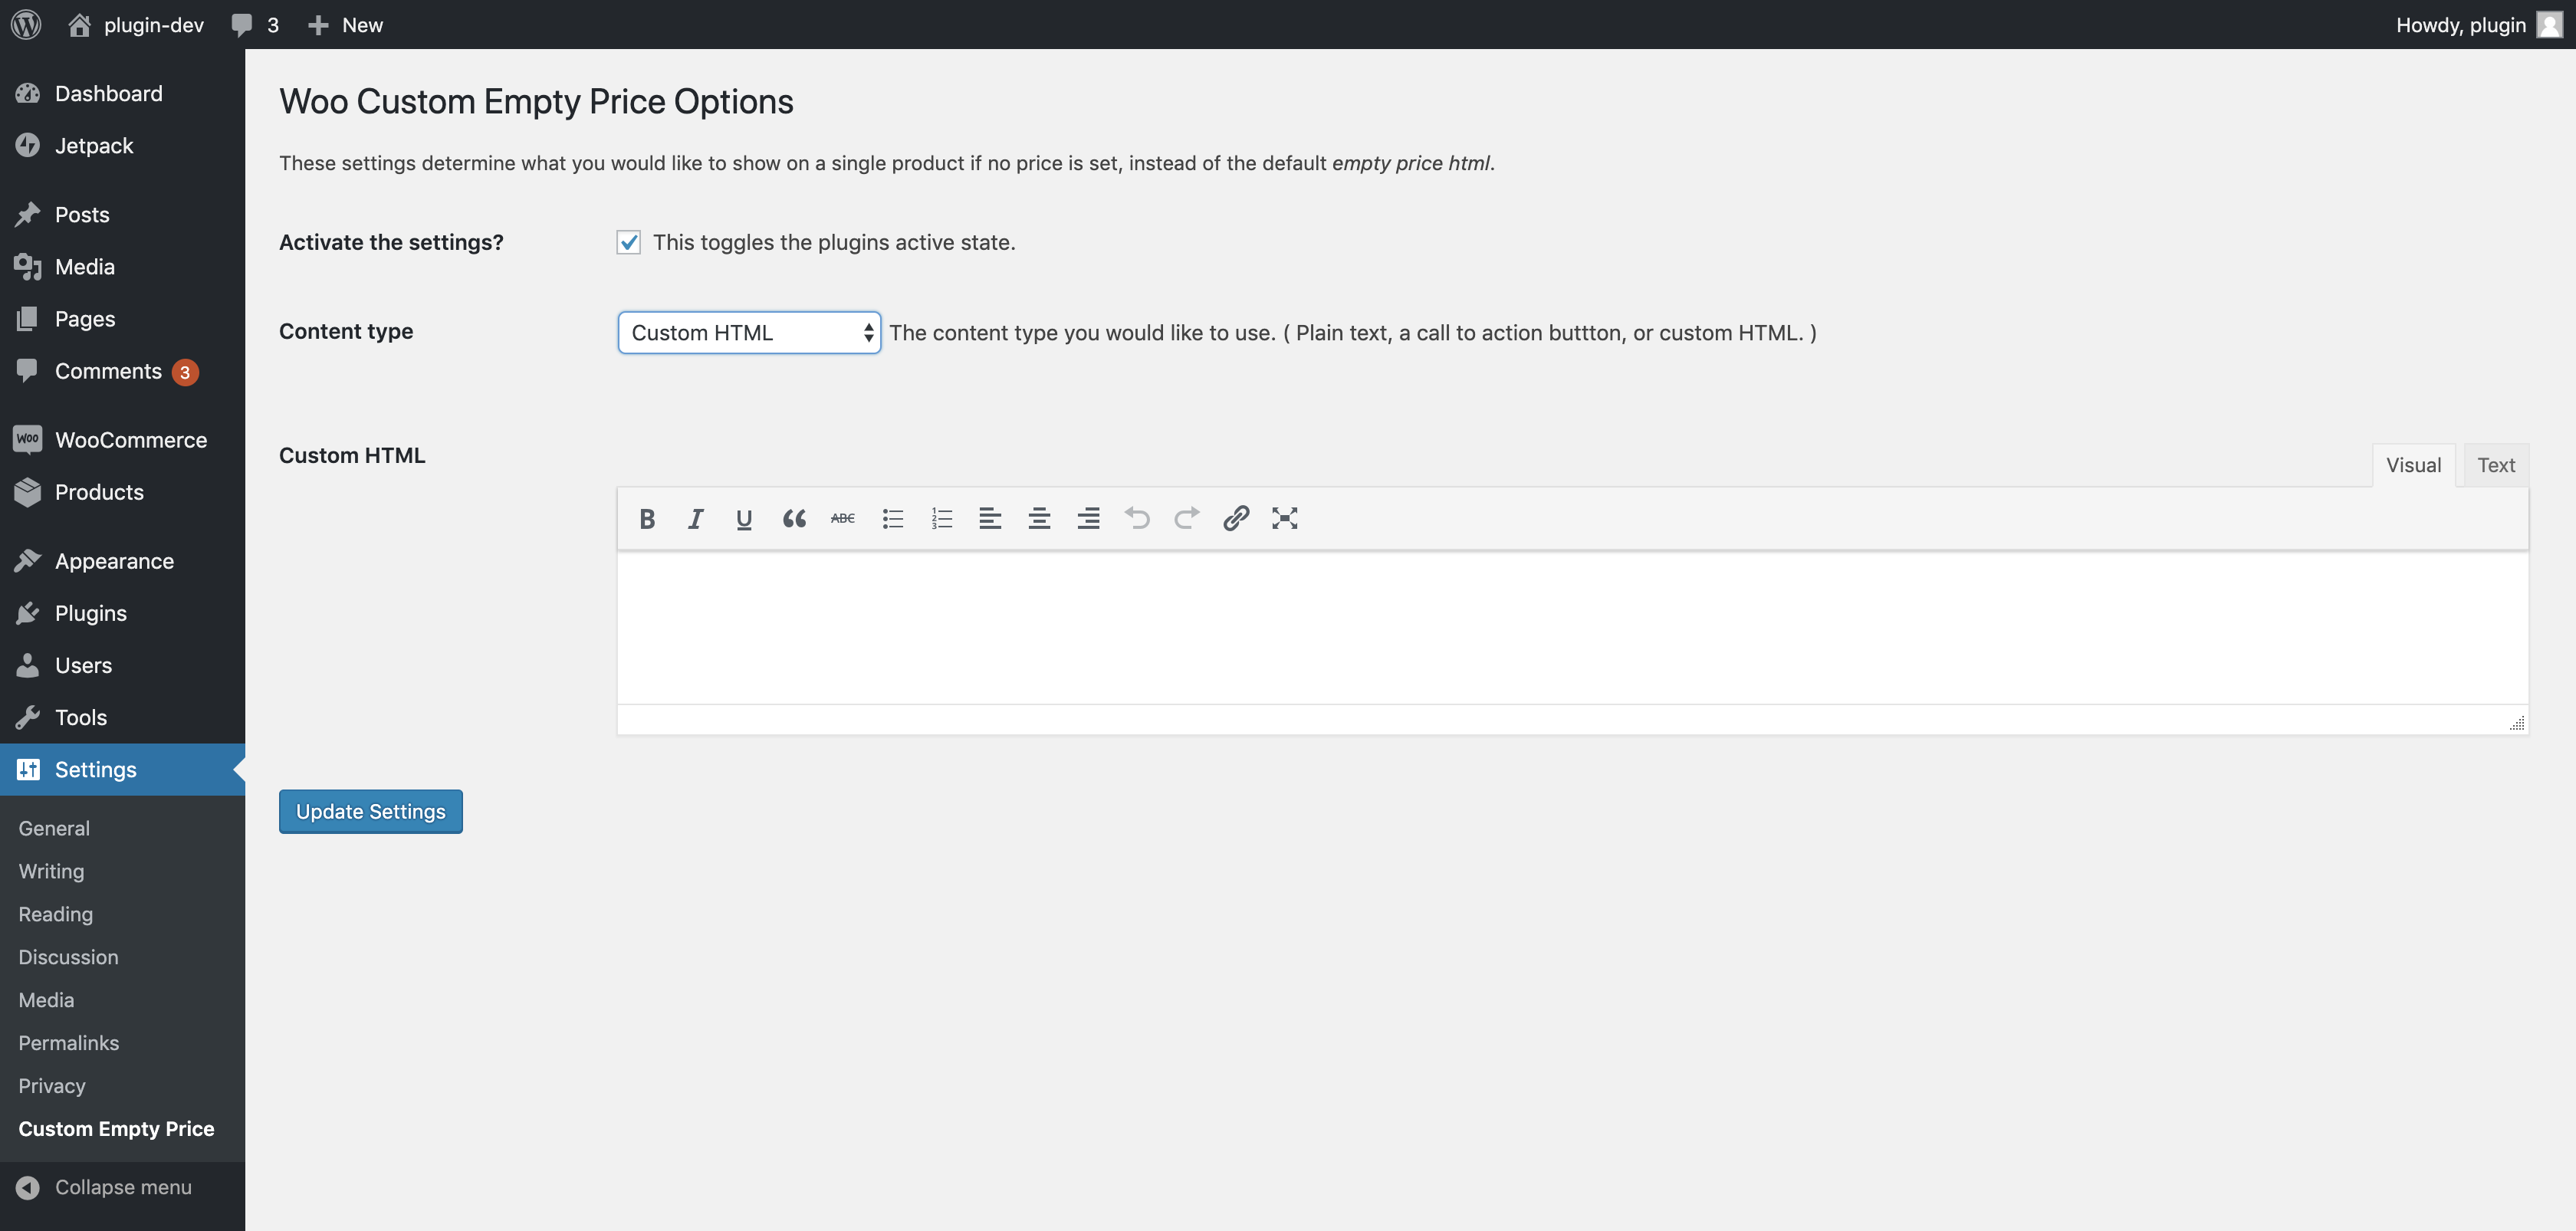 plugin-dev 3 New Howdy, plugin
Dashboard
Jetpack
Posts
Media
Pages
Comments 3
WOO WooCommerce
Products
Appearance
Plugins
Users
Tools
Settings
General
Writing
Reading
Discussion
Media
Permalinks
Privacy
Custom Empty Price
Collapse menu
Woo Custom Empty Price Options
These settings determine what you would like to show on a single product if no price is set, instead of the default empty price html.
Activate the settings? This toggles the plugins active state.
Content type Custom HTML The content type you would like to use. ( Plain text, a call to action buttton, or custom HTML. )
Custom HTML
Visual Text
B I U ABC 1 2 3
Update Settings